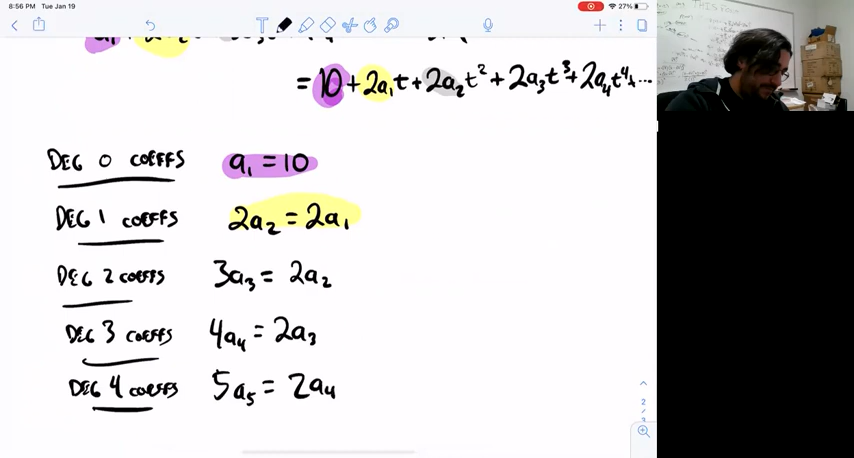 8:56 PM Tue Jan 19
27%
= 10 + 2a₁t + 2a₂t² + 2a₃t³ + 2a₄t⁴ + ...
DEG 0 COEFFS a₁ = 10
DEG 1 COEFFS 2a₂ = 2a₁
DEG 2 COEFFS 3a₃ = 2a₂
DEG 3 COEFFS 4a₄ = 2a₃
DEG 4 COEFFS 5a₅ = 2a₄
2